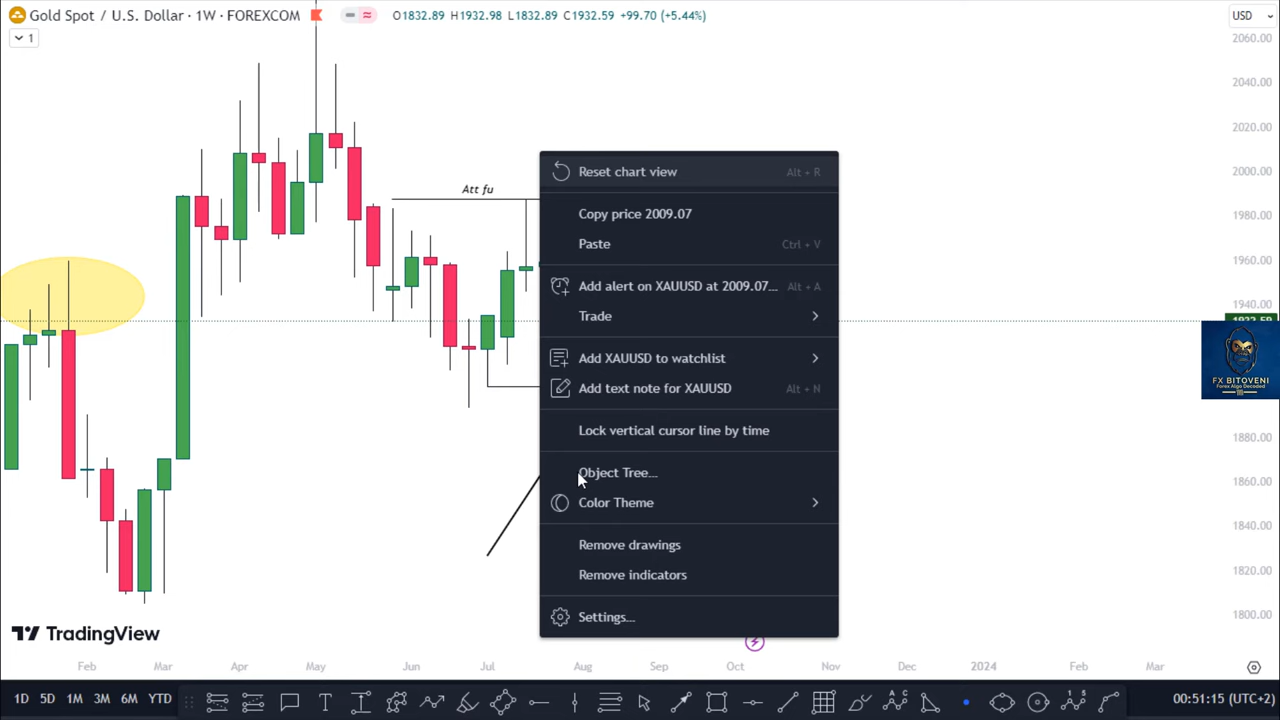 Gold Spot / U.S. Dollar · 1W · FOREXCOM
O1832.89 H1932.98 L1832.89 C1932.59 +99.70 (+5.44%)
USD
1
2060.00
2040.00
2020.00
2000.00
1980.00
1960.00
1940.00
1932.59
1880.00
1860.00
1840.00
1820.00
1800.00
Att fu
Reset chart view Alt + R
Copy price 2009.07
Paste Ctrl + V
Add alert on XAUUSD at 2009.07... Alt + A
Trade
Add XAUUSD to watchlist
Add text note for XAUUSD Alt + N
Lock vertical cursor line by time
Object Tree...
Color Theme
Remove drawings
Remove indicators
Settings...
FX BITOVENI
Forex Algo Decoded
TradingView
Feb Mar Apr May Jun Jul Aug Sep Oct Nov Dec 2024 Feb Mar
1D 5D 1M 3M 6M YTD
00:51:15 (UTC+2)